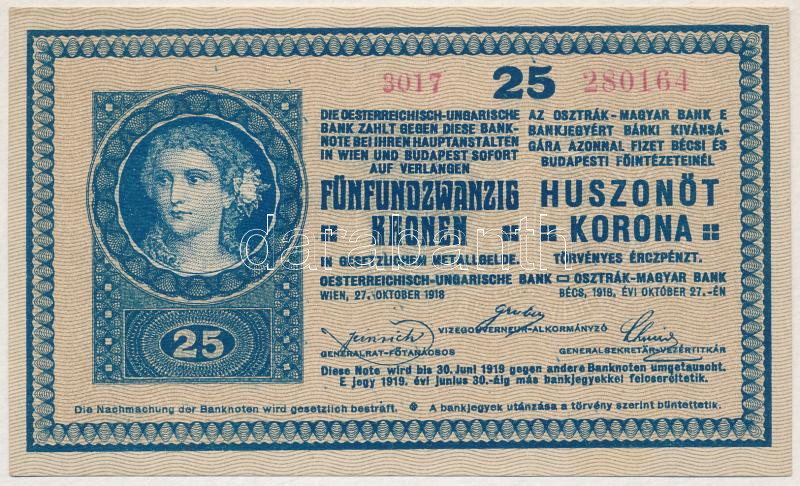 3017 25 280164
DIE OESTERREICHISCH-UNGARISCHE
BANK ZAHLT GEGEN DIESE BANK-
NOTE BEI IHREN HAUPTANSTALTEN
IN WIEN UND BUDAPEST SOFORT
AUF VERLANGEN
FÜNFUNDZWANZIG
KRONEN
IN GESETZLICHEM METALLGELDE.
AZ OSZTRÁK-MAGYAR BANK E
BANKJEGYÉRT BÁRKI KIVÁNSÁ-
GÁRA AZONNAL FIZET BÉCSI ÉS
BUDAPESTI FŐINTÉZETEINÉL
HUSZONÖT
KORONA
TÖRVÉNYES ÉRCZPÉNZT.
OESTERREICHISCH-UNGARISCHE BANK OSZTRÁK-MAGYAR BANK
WIEN, 27. OKTOBER 1918 BÉCS, 1918. ÉVI OKTÓBER 27.-ÉN
VIZEGOUVERNEUR-ALKORMÁNYZÓ
GENERALRAT-FŐTANÁCSOS GENERALSEKRETÄR-VEZÉRTITKÁR
Diese Note wird bis 30. Juni 1919 gegen andere Banknoten umgetauscht.
E jegy 1919. évi junius 30.-áig más bankjegyekkel felcseréltetik.
25
Die Nachmachung der Banknoten wird gesetzlich bestraft. A bankjegyek utánzása a törvény szerint büntettetik.
darabanth